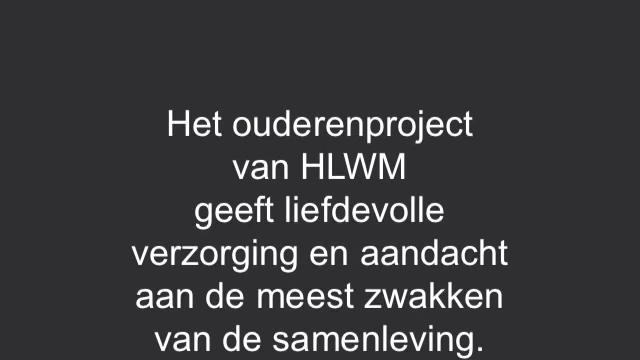 Het ouderenproject
van HLWM
geeft liefdevolle
verzorging en aandacht
aan de meest zwakken
van de samenleving.